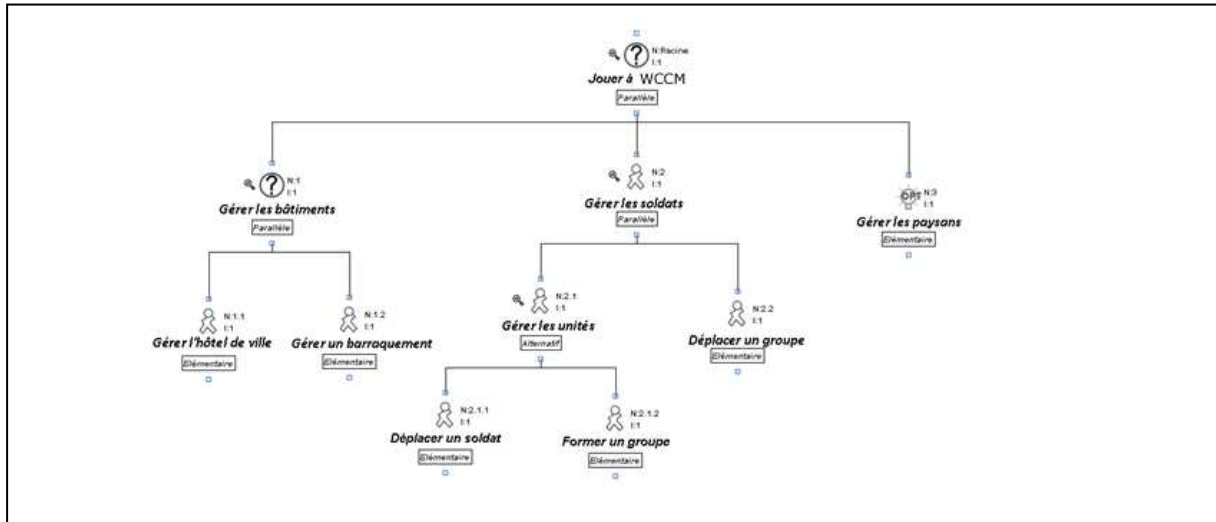 N:Racine
I:1
Jouer à WCCM
Parallèle
N:1
I:1
Gérer les bâtiments
Parallèle
N:2
I:1
Gérer les soldats
Parallèle
OPT
N:3
I:1
Gérer les paysans
Elémentaire
N:1.1
I:1
Gérer l'hôtel de ville
Elémentaire
N:1.2
I:1
Gérer un barraquement
Elémentaire
N:2.1
I:1
Gérer les unités
Alternatif
N:2.2
I:1
Déplacer un groupe
Elémentaire
N:2.1.1
I:1
Déplacer un soldat
Elémentaire
N:2.1.2
I:1
Former un groupe
Elémentaire